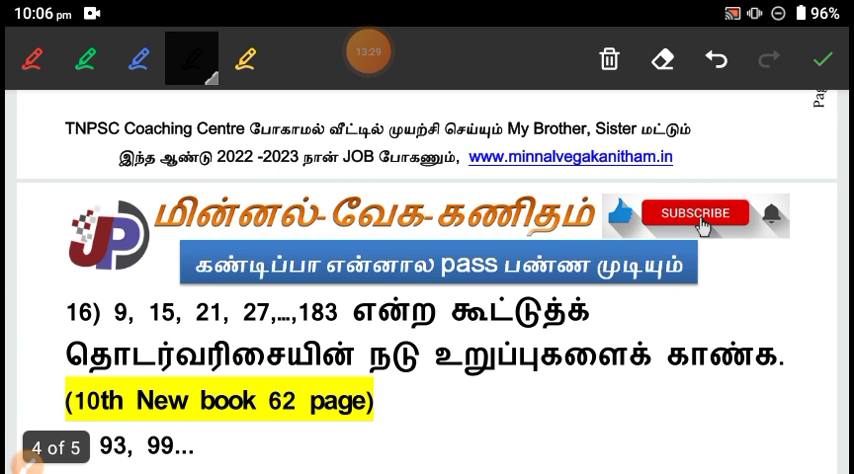 10:06 pm 96%
13:29
Pag
TNPSC Coaching Centre போகாமல் வீட்டில் முயற்சி செய்யும் My Brother, Sister மட்டும்
இந்த ஆண்டு 2022 -2023 நான் JOB போகணும், www.minnalvegakanitham.in
JP மின்னல்-வேக-கணிதம் SUBSCRIBE
கண்டிப்பா என்னால pass பண்ண முடியும்
16) 9, 15, 21, 27,...,183 என்ற கூட்டுத்க்
தொடர்வரிசையின் நடு உறுப்புகளைக் காண்க.
(10th New book 62 page)
4 of 5 93, 99...